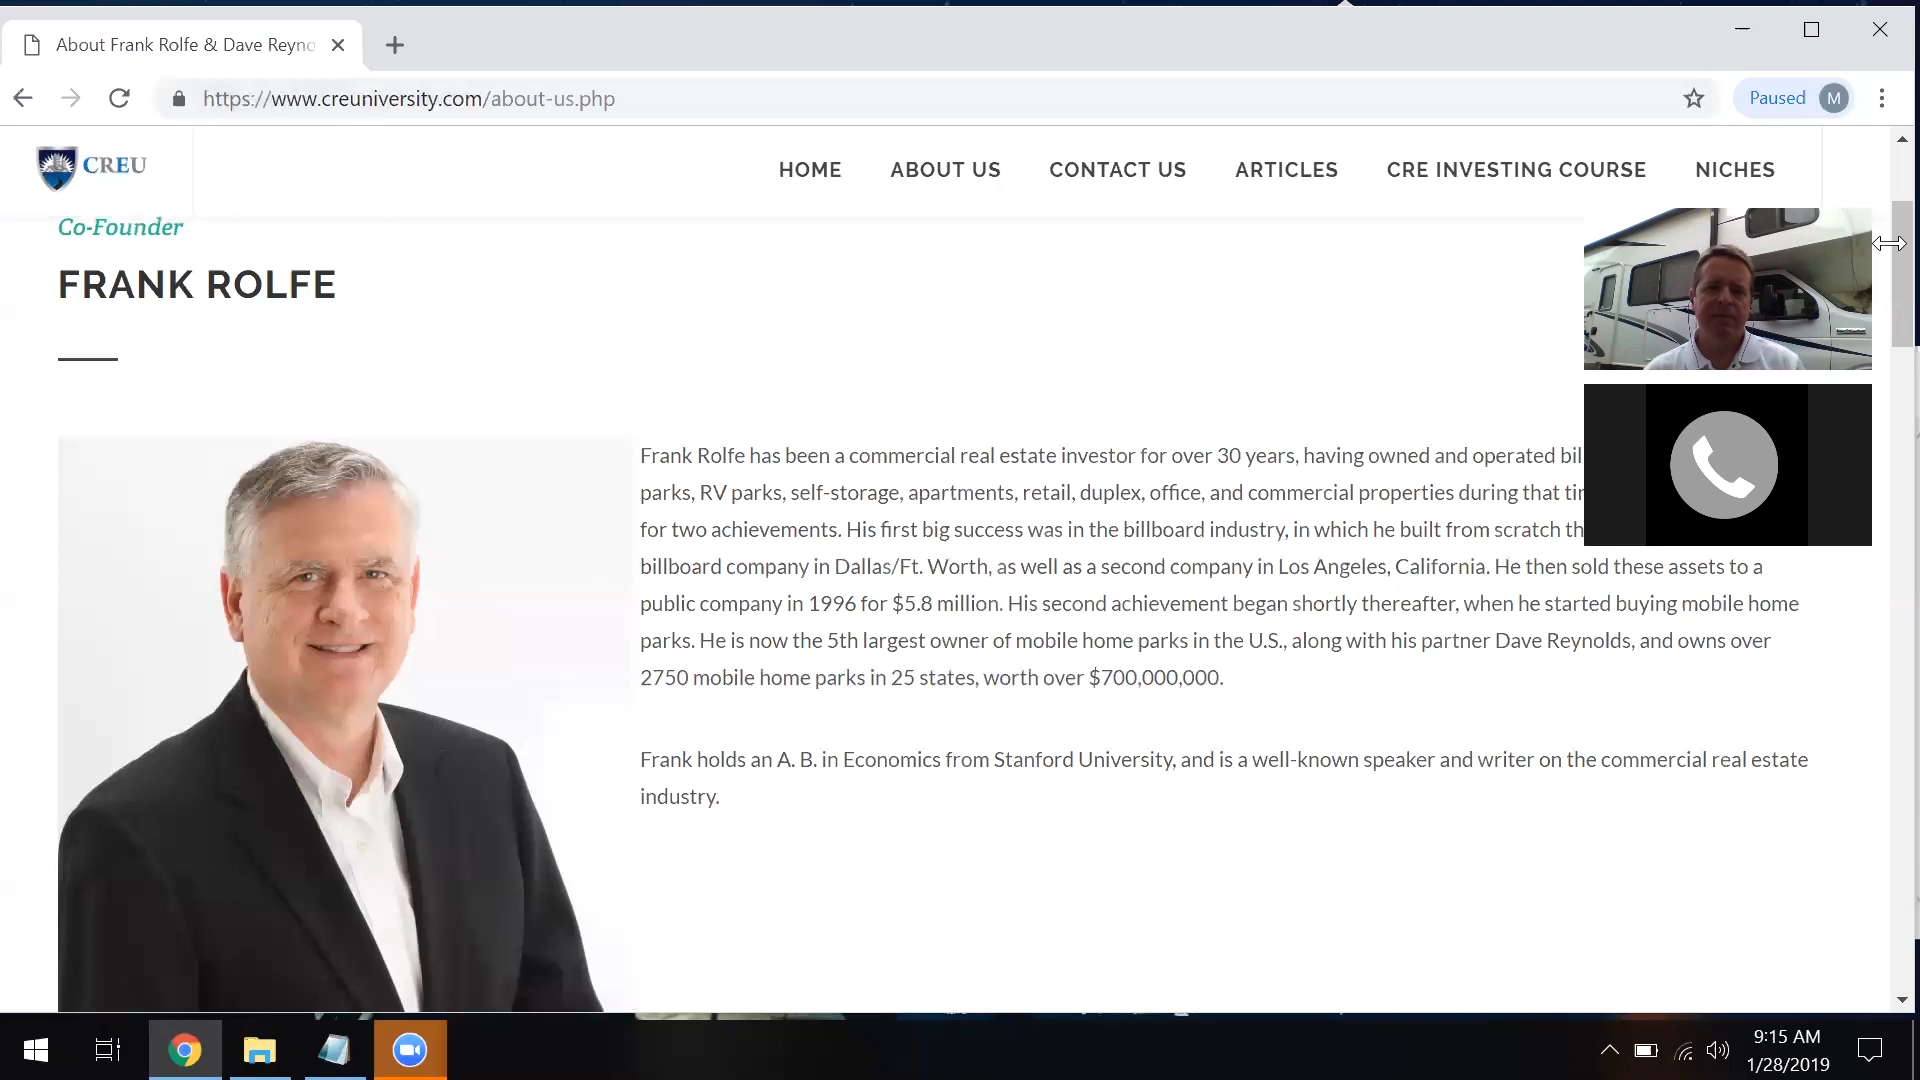 About Frank Rolfe & Dave Reyno
https://www.creuniversity.com/about-us.php
Paused M
CREU
HOME ABOUT US CONTACT US ARTICLES CRE INVESTING COURSE NICHES
Co-Founder
FRANK ROLFE
Frank Rolfe has been a commercial real estate investor for over 30 years, having owned and operated bil
parks, RV parks, self-storage, apartments, retail, duplex, office, and commercial properties during that tir
for two achievements. His first big success was in the billboard industry, in which he built from scratch th
billboard company in Dallas/Ft. Worth, as well as a second company in Los Angeles, California. He then sold these assets to a
public company in 1996 for $5.8 million. His second achievement began shortly thereafter, when he started buying mobile home
parks. He is now the 5th largest owner of mobile home parks in the U.S., along with his partner Dave Reynolds, and owns over
2750 mobile home parks in 25 states, worth over $700,000,000.
Frank holds an A. B. in Economics from Stanford University, and is a well-known speaker and writer on the commercial real estate
industry.
9:15 AM
1/28/2019